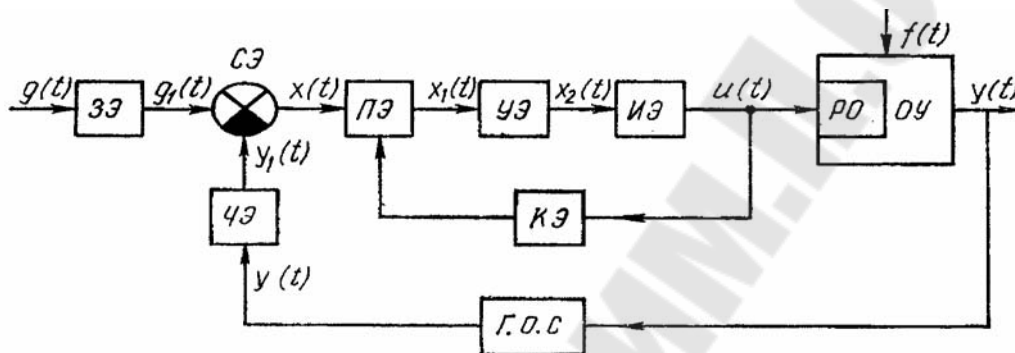 СЭ
f(t)
g(t)
ЗЭ
g₁(t)
x(t)
ПЭ
x₁(t)
УЭ
x₂(t)
ИЭ
u(t)
РО
ОУ
y(t)
y₁(t)
ЧЭ
КЭ
y(t)
Г.О.С